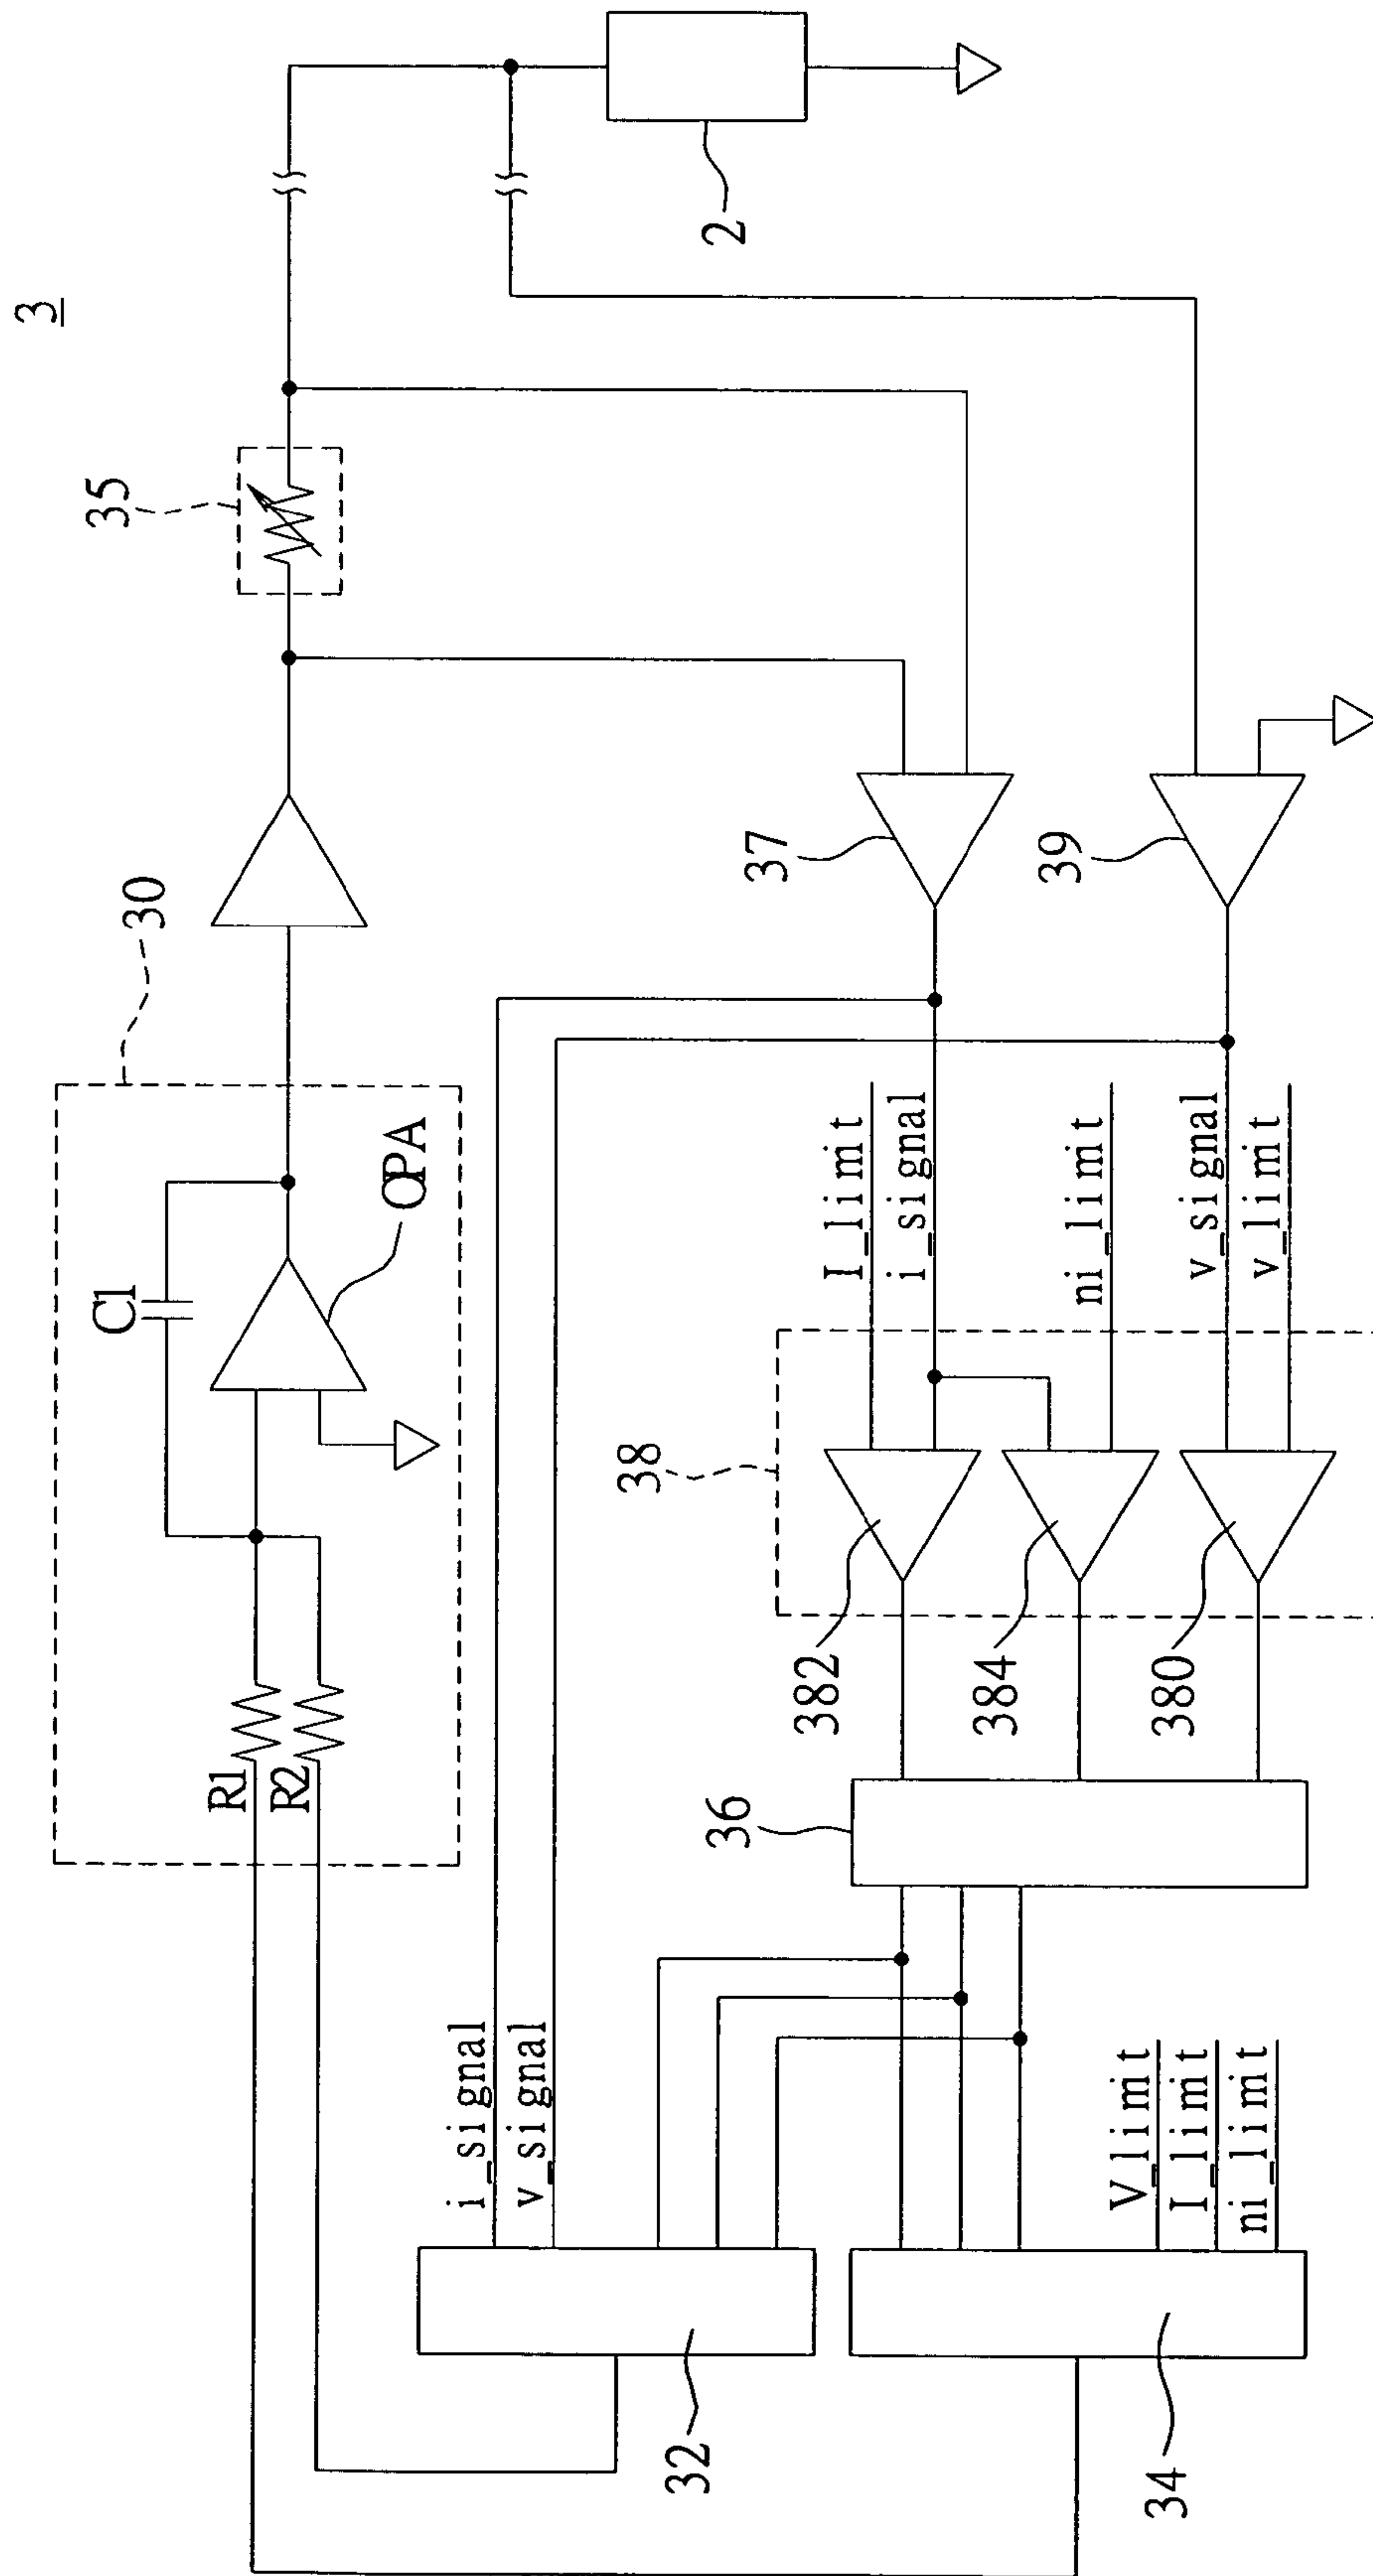 3
30
35
2
C1
OPA
R1
R2
37
39
i_signal
v_signal
I_limit
i_signal
ni_limit
v_signal
v_limit
38
382
384
380
36
32
34
V_limit
I_limit
ni_limit